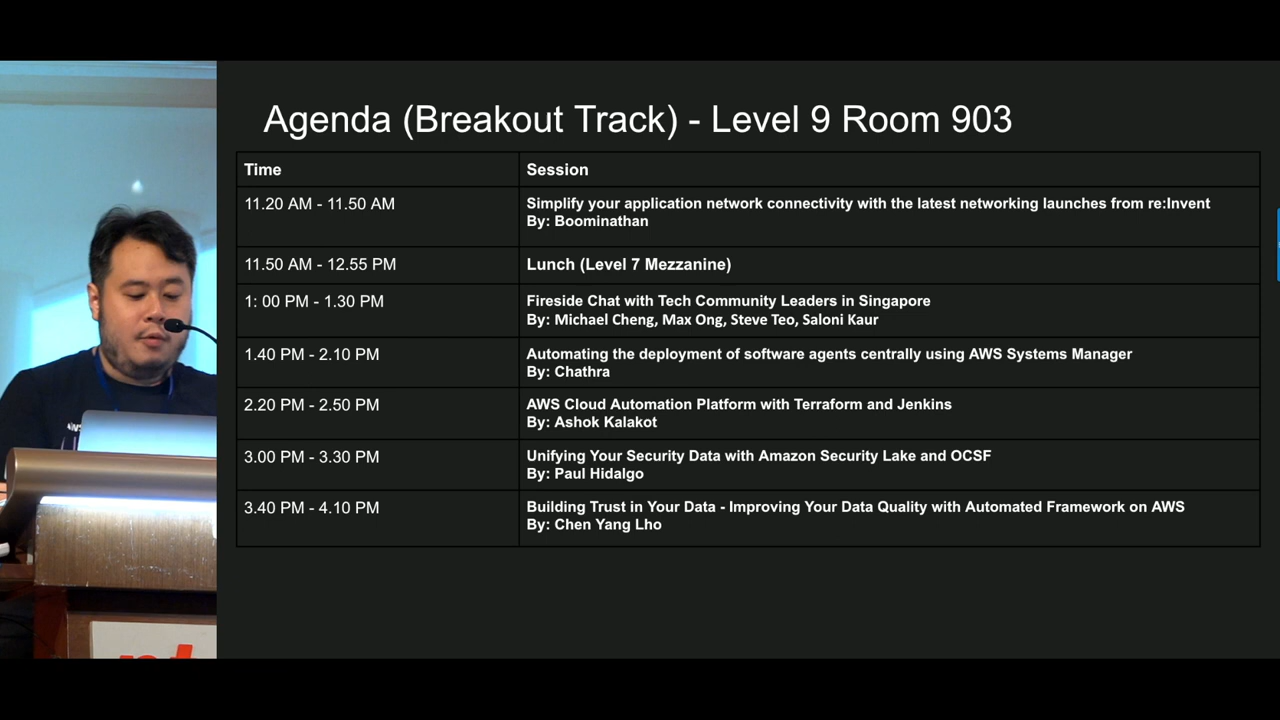 Agenda (Breakout Track) - Level 9 Room 903
Time
Session
11.20 AM - 11.50 AM
Simplify your application network connectivity with the latest networking launches from re:Invent
By: Boominathan
11.50 AM - 12.55 PM
Lunch (Level 7 Mezzanine)
1: 00 PM - 1.30 PM
Fireside Chat with Tech Community Leaders in Singapore
By: Michael Cheng, Max Ong, Steve Teo, Saloni Kaur
1.40 PM - 2.10 PM
Automating the deployment of software agents centrally using AWS Systems Manager
By: Chathra
2.20 PM - 2.50 PM
AWS Cloud Automation Platform with Terraform and Jenkins
By: Ashok Kalakot
3.00 PM - 3.30 PM
Unifying Your Security Data with Amazon Security Lake and OCSF
By: Paul Hidalgo
3.40 PM - 4.10 PM
Building Trust in Your Data - Improving Your Data Quality with Automated Framework on AWS
By: Chen Yang Lho